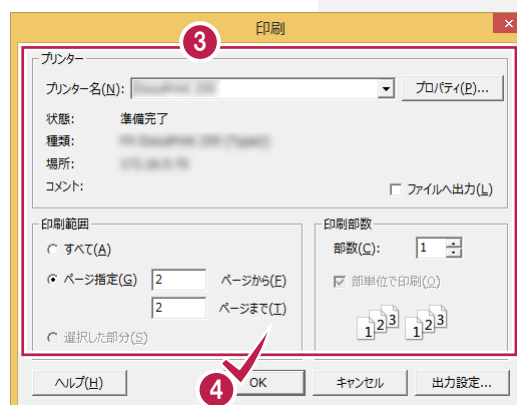 印刷
3
プリンター
プリンター名(N):
プロパティ(P)...
状態: 準備完了
種類:
場所:
コメント:
ファイルへ出力(L)
印刷範囲
すべて(A)
ページ指定(G) 2 ページから(F)
2 ページまで(T)
選択した部分(S)
印刷部数
部数(C): 1
部単位で印刷(O)
1 2 3 1 2 3
ヘルプ(H)
4
OK
キャンセル
出力設定...